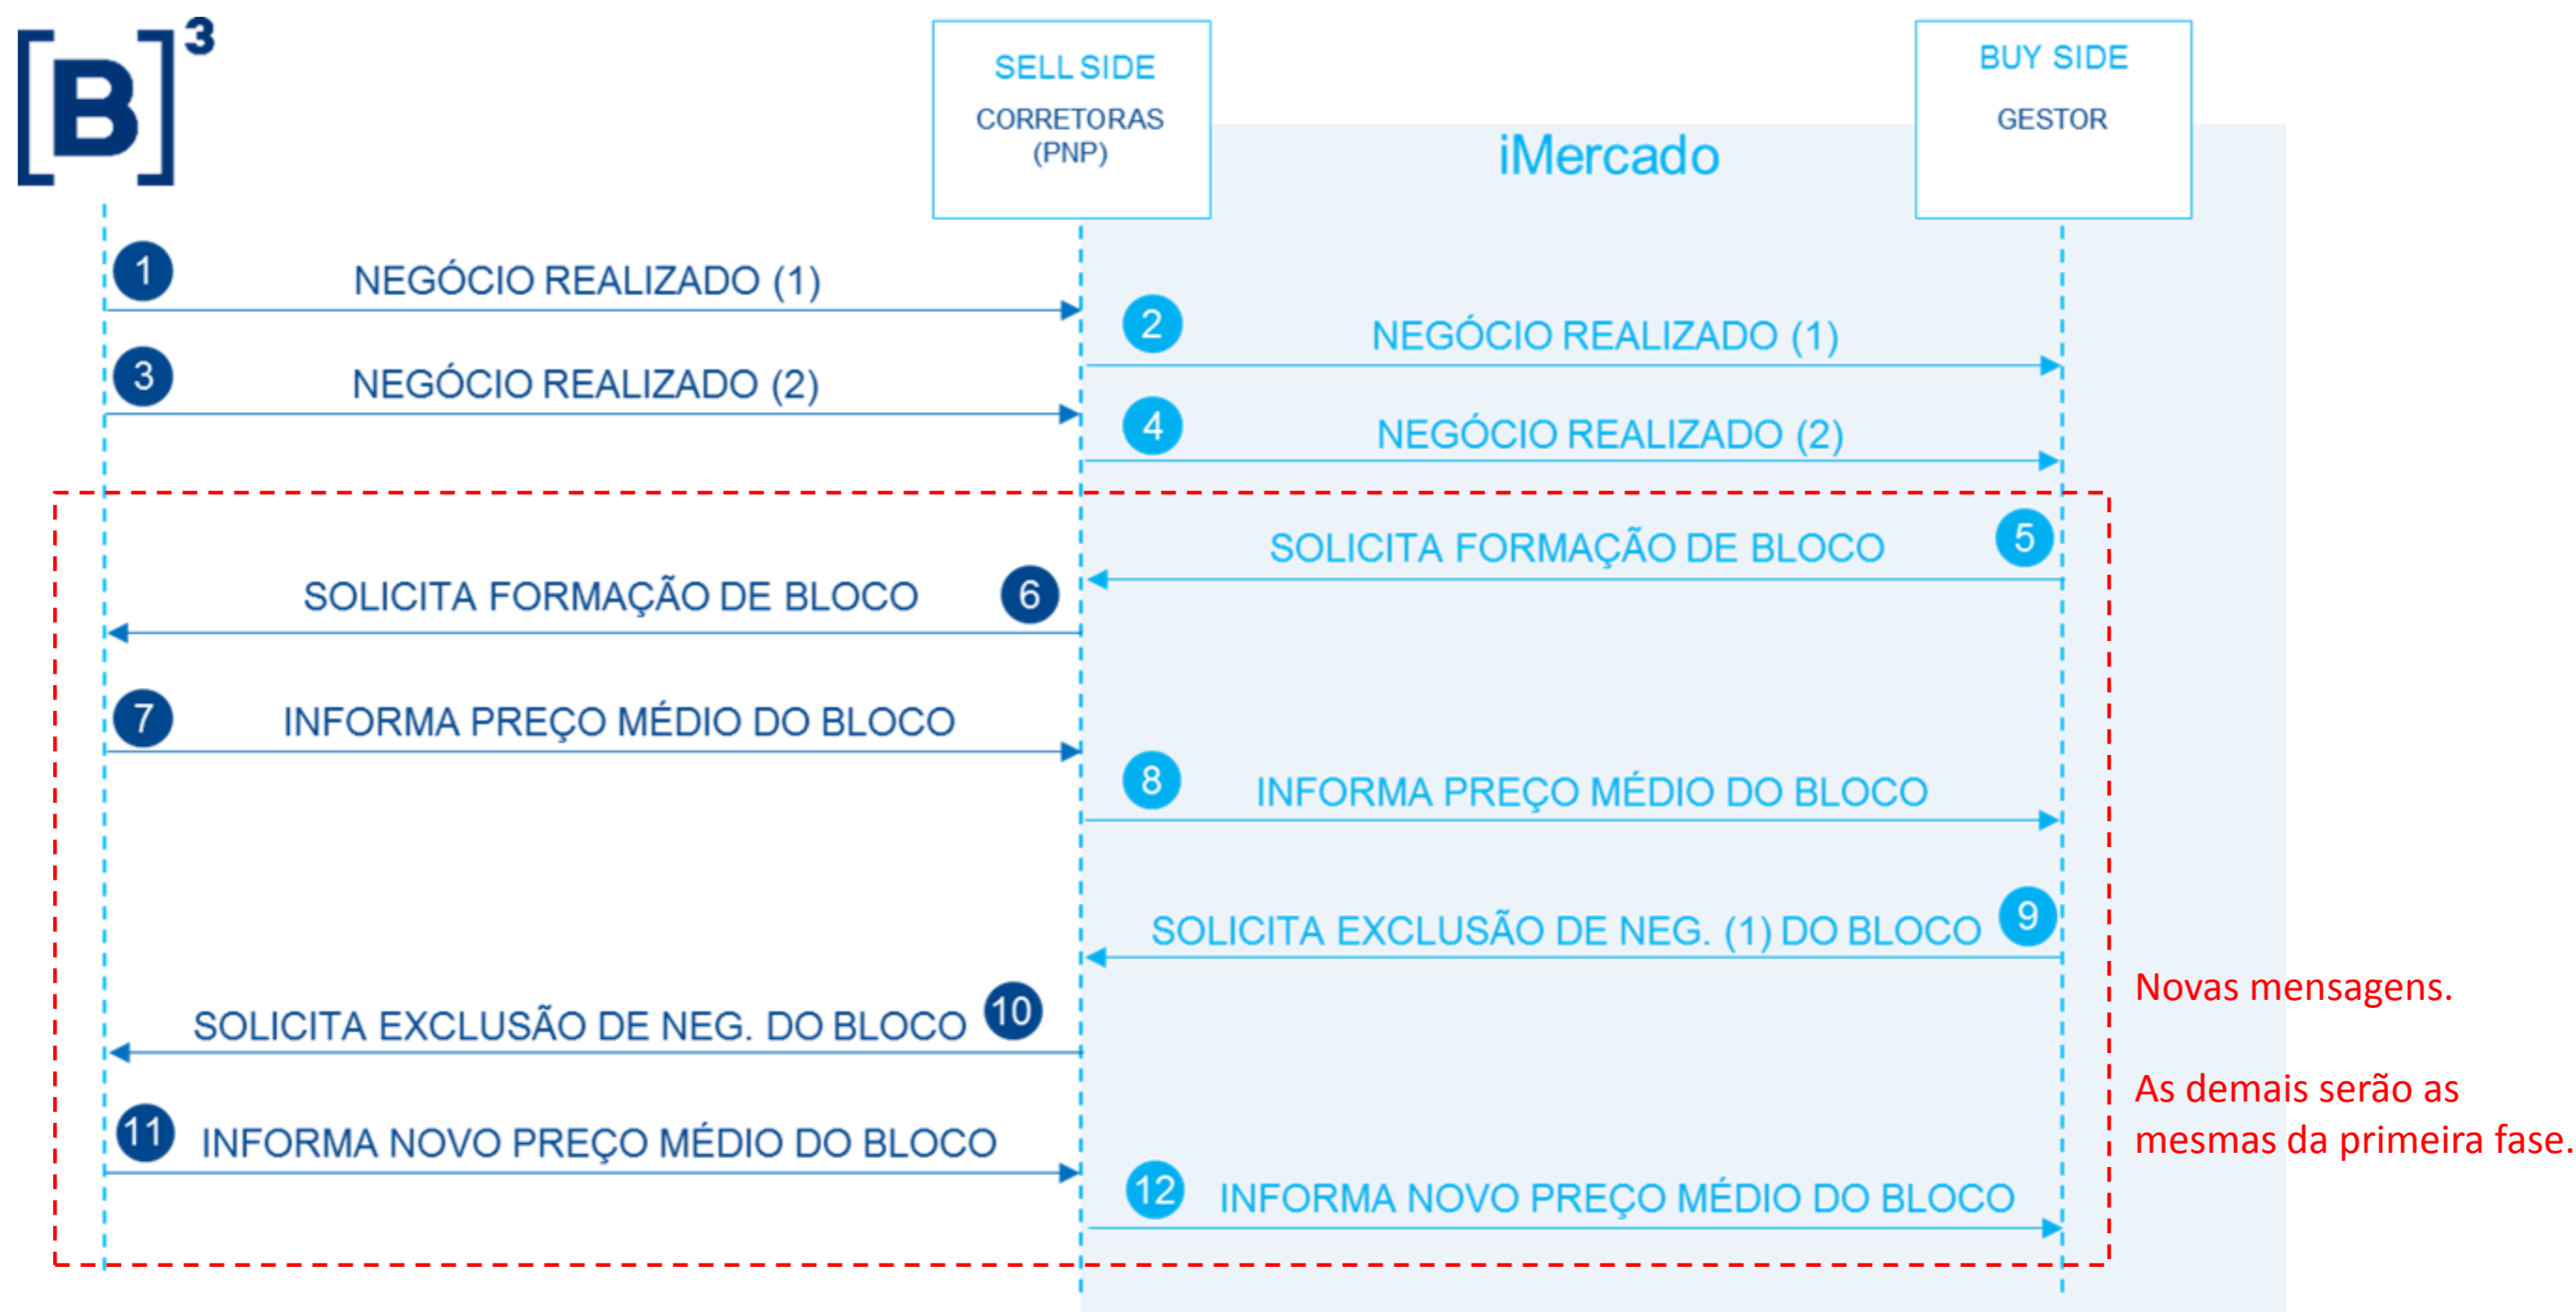 [B]³
SELL SIDE
CORRETORAS
(PNP)
iMercado
BUY SIDE
GESTOR
1
NEGÓCIO REALIZADO (1)
2
NEGÓCIO REALIZADO (1)
3
NEGÓCIO REALIZADO (2)
4
NEGÓCIO REALIZADO (2)
SOLICITA FORMAÇÃO DE BLOCO
5
SOLICITA FORMAÇÃO DE BLOCO
6
7
INFORMA PREÇO MÉDIO DO BLOCO
8
INFORMA PREÇO MÉDIO DO BLOCO
SOLICITA EXCLUSÃO DE NEG. (1) DO BLOCO
9
SOLICITA EXCLUSÃO DE NEG. DO BLOCO
10
11
INFORMA NOVO PREÇO MÉDIO DO BLOCO
12
INFORMA NOVO PREÇO MÉDIO DO BLOCO
Novas mensagens.
As demais serão as
mesmas da primeira fase.